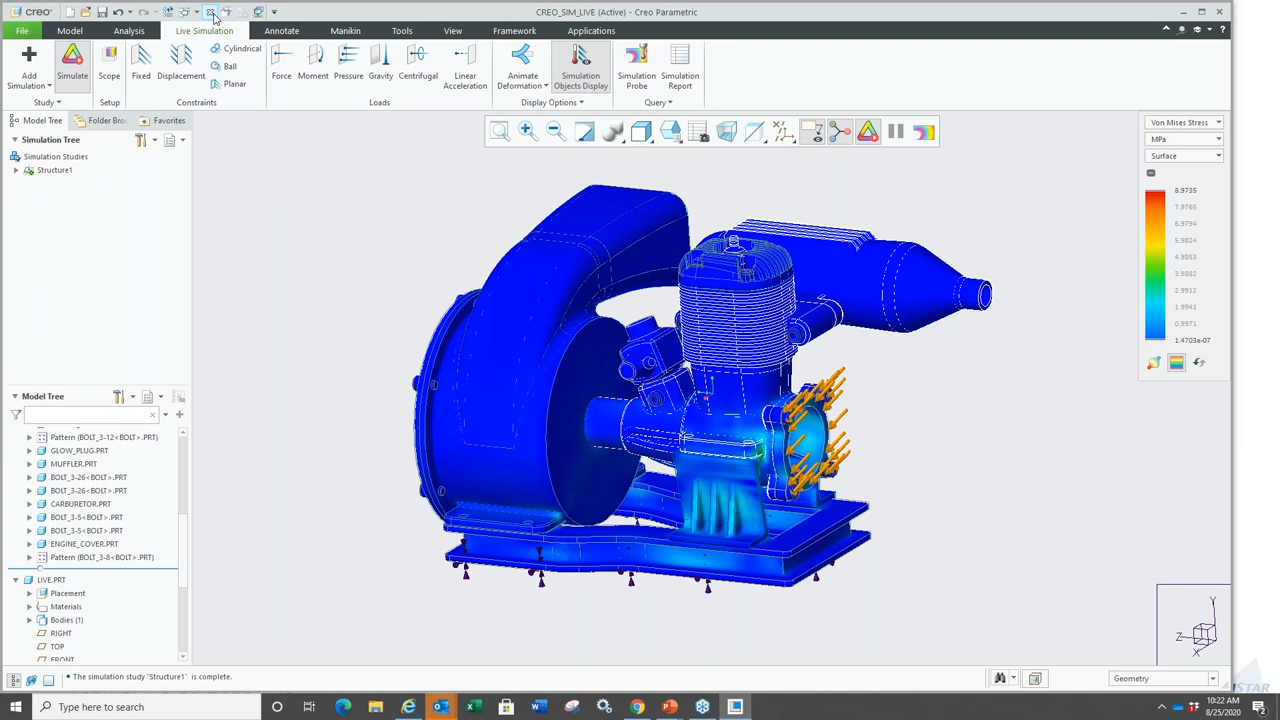 creo
CREO_SIM_LIVE (Active) - Creo Parametric
File
Model
Analysis
Live Simulation
Annotate
Manikin
Tools
View
Framework
Applications
Add
Simulation
Simulate
Scope
Fixed
Displacement
Cylindrical
Ball
Planar
Force
Moment
Pressure
Gravity
Centrifugal
Linear
Acceleration
Animate
Deformation
Simulation
Objects Display
Simulation
Probe
Simulation
Report
Study
Setup
Constraints
Loads
Display Options
Query
Model Tree
Folder Bro
Favorites
Simulation Tree
Simulation Studies
Structure1
Von Mises Stress
MPa
Surface
8.9735
7.9765
6.9794
5.9824
4.9853
3.9882
2.9912
1.9941
0.9971
1.4703e-07
Model Tree
Pattern (BOLT_3-12<BOLT>.PRT)
GLOW_PLUG.PRT
MUFFLER.PRT
BOLT_3-26<BOLT>.PRT
BOLT_3-26<BOLT>.PRT
CARBURETOR.PRT
BOLT_3-5<BOLT>.PRT
BOLT_3-5<BOLT>.PRT
ENGINE_COVER.PRT
Pattern (BOLT_3-8<BOLT>.PRT)
LIVE.PRT
Placement
Materials
Bodies (1)
RIGHT
TOP
FRONT
Y
Z
X
• The simulation study 'Structure1' is complete.
Geometry
Type here to search
10:22 AM
8/25/2020
2